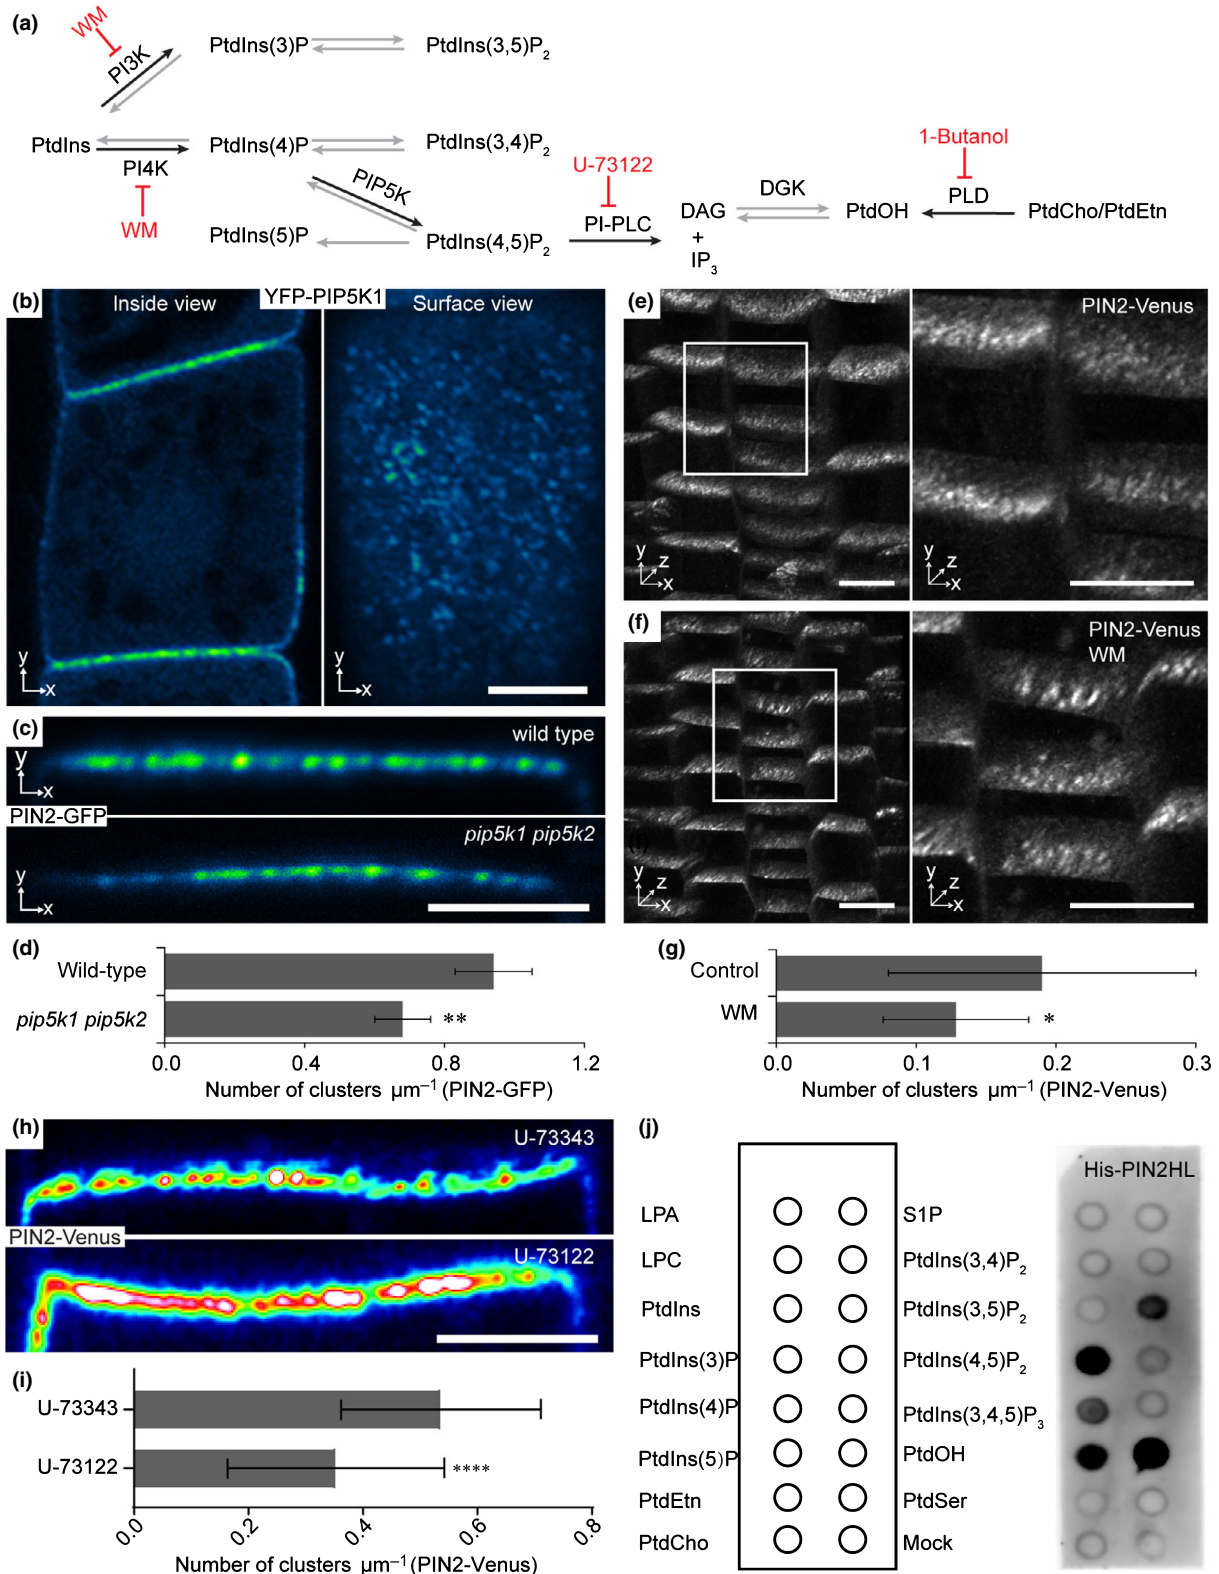 (a)
WM
PI3K
PtdIns(3)P
PtdIns(3,5)P2
PtdIns
PI4K
WM
PtdIns(4)P
PtdIns(3,4)P2
PIP5K
PtdIns(5)P
PtdIns(4,5)P2
U-73122
PI-PLC
DAG
+
IP3
DGK
PtdOH
1-Butanol
PLD
PtdCho/PtdEtn
(b)
Inside view
YFP-PIP5K1
Surface view
y
x
y
x
(c)
wild type
y
x
PIN2-GFP
pip5k1 pip5k2
y
x
(d)
Wild-type
pip5k1 pip5k2
**
0.0 0.4 0.8 1.2
Number of clusters µm–1 (PIN2-GFP)
(e)
PIN2-Venus
y
z
x
y
z
x
(f)
PIN2-Venus
WM
y
z
x
y
z
x
(g)
Control
WM
*
0.0 0.1 0.2 0.3
Number of clusters µm–1 (PIN2-Venus)
(h)
U-73343
PIN2-Venus
U-73122
(i)
U-73343
U-73122
****
0.0 0.2 0.4 0.6 0.8
Number of clusters µm–1 (PIN2-Venus)
(j)
His-PIN2HL
LPA S1P
LPC PtdIns(3,4)P2
PtdIns PtdIns(3,5)P2
PtdIns(3)P PtdIns(4,5)P2
PtdIns(4)P PtdIns(3,4,5)P3
PtdIns(5)P PtdOH
PtdEtn PtdSer
PtdCho Mock